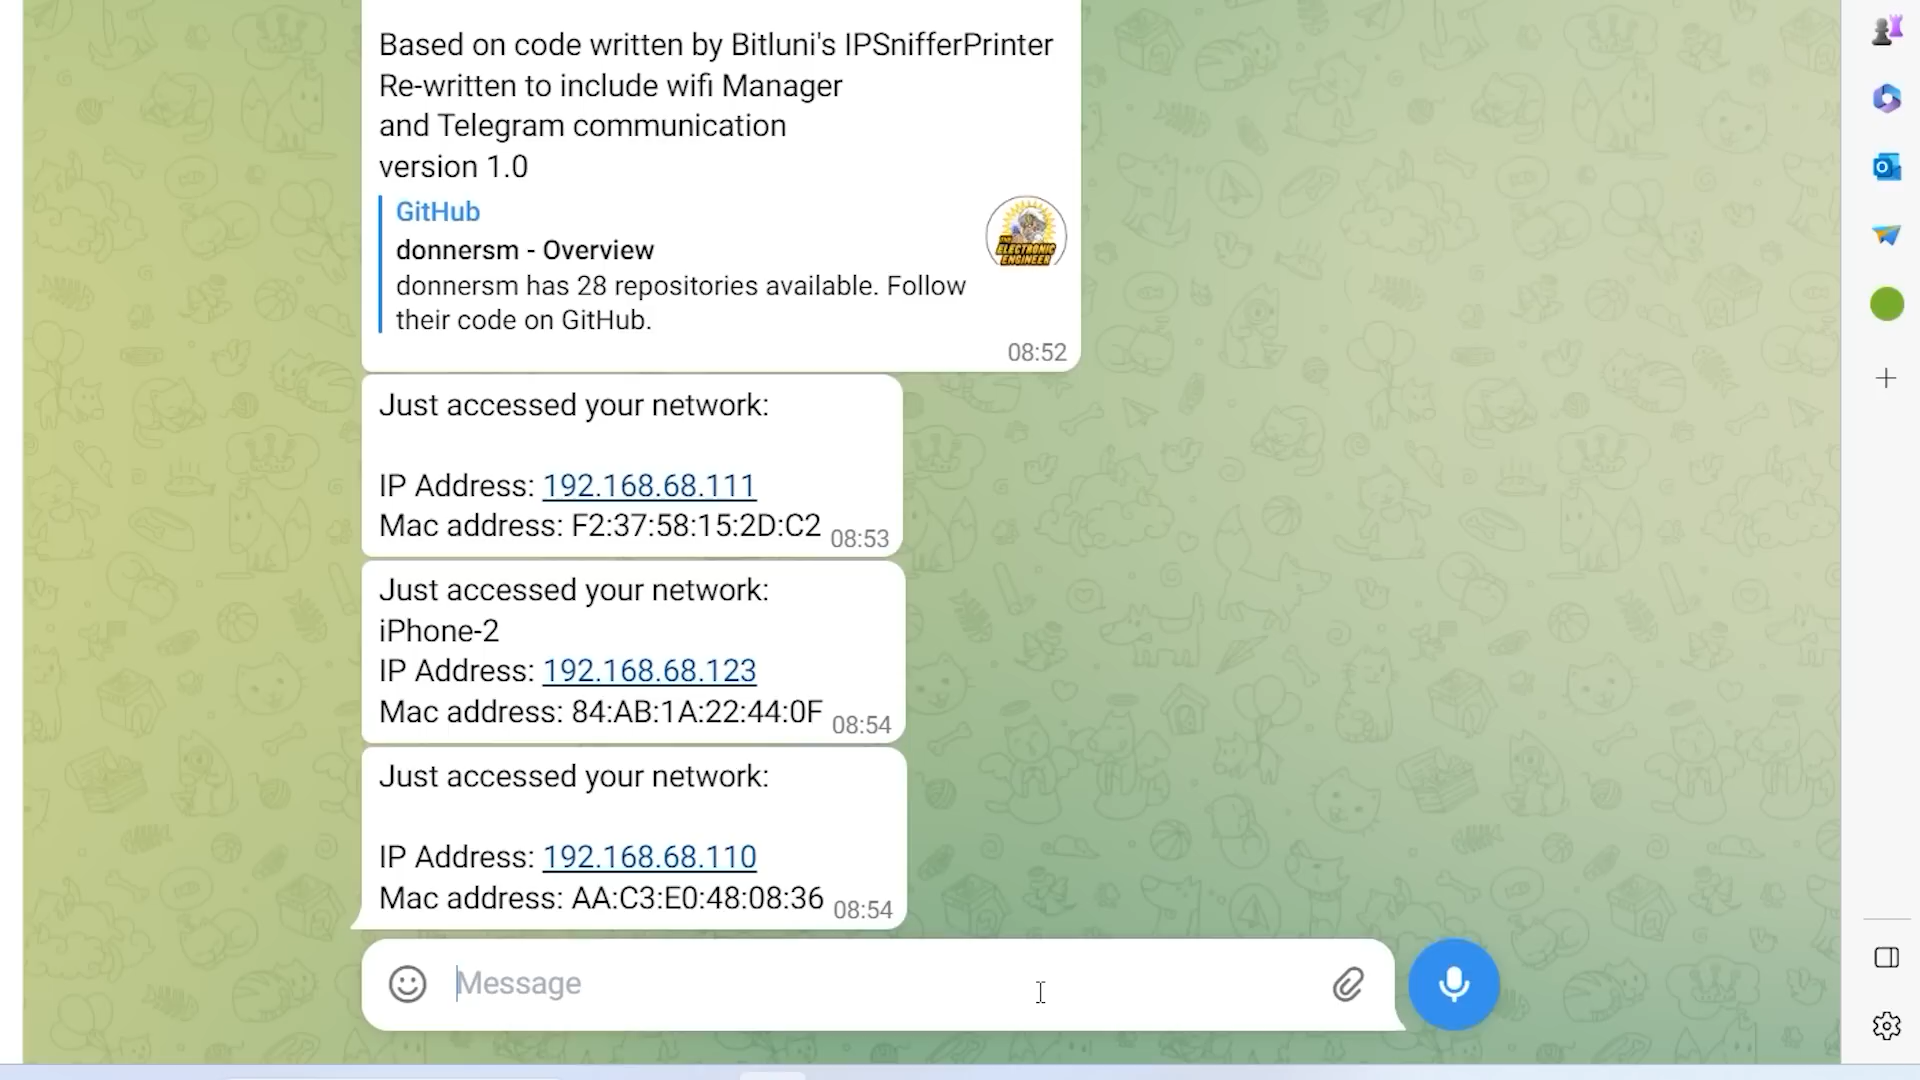 Based on code written by Bitluni's IPSnifferPrinter
Re-written to include wifi Manager
and Telegram communication
version 1.0
GitHub
donnersm - Overview
donnersm has 28 repositories available. Follow
their code on GitHub.
THE
ELECTRONIC
ENGINEER
08:52
Just accessed your network:
IP Address: 192.168.68.111
Mac address: F2:37:58:15:2D:C2 08:53
Just accessed your network:
iPhone-2
IP Address: 192.168.68.123
Mac address: 84:AB:1A:22:44:0F 08:54
Just accessed your network:
IP Address: 192.168.68.110
Mac address: AA:C3:E0:48:08:36 08:54
Message